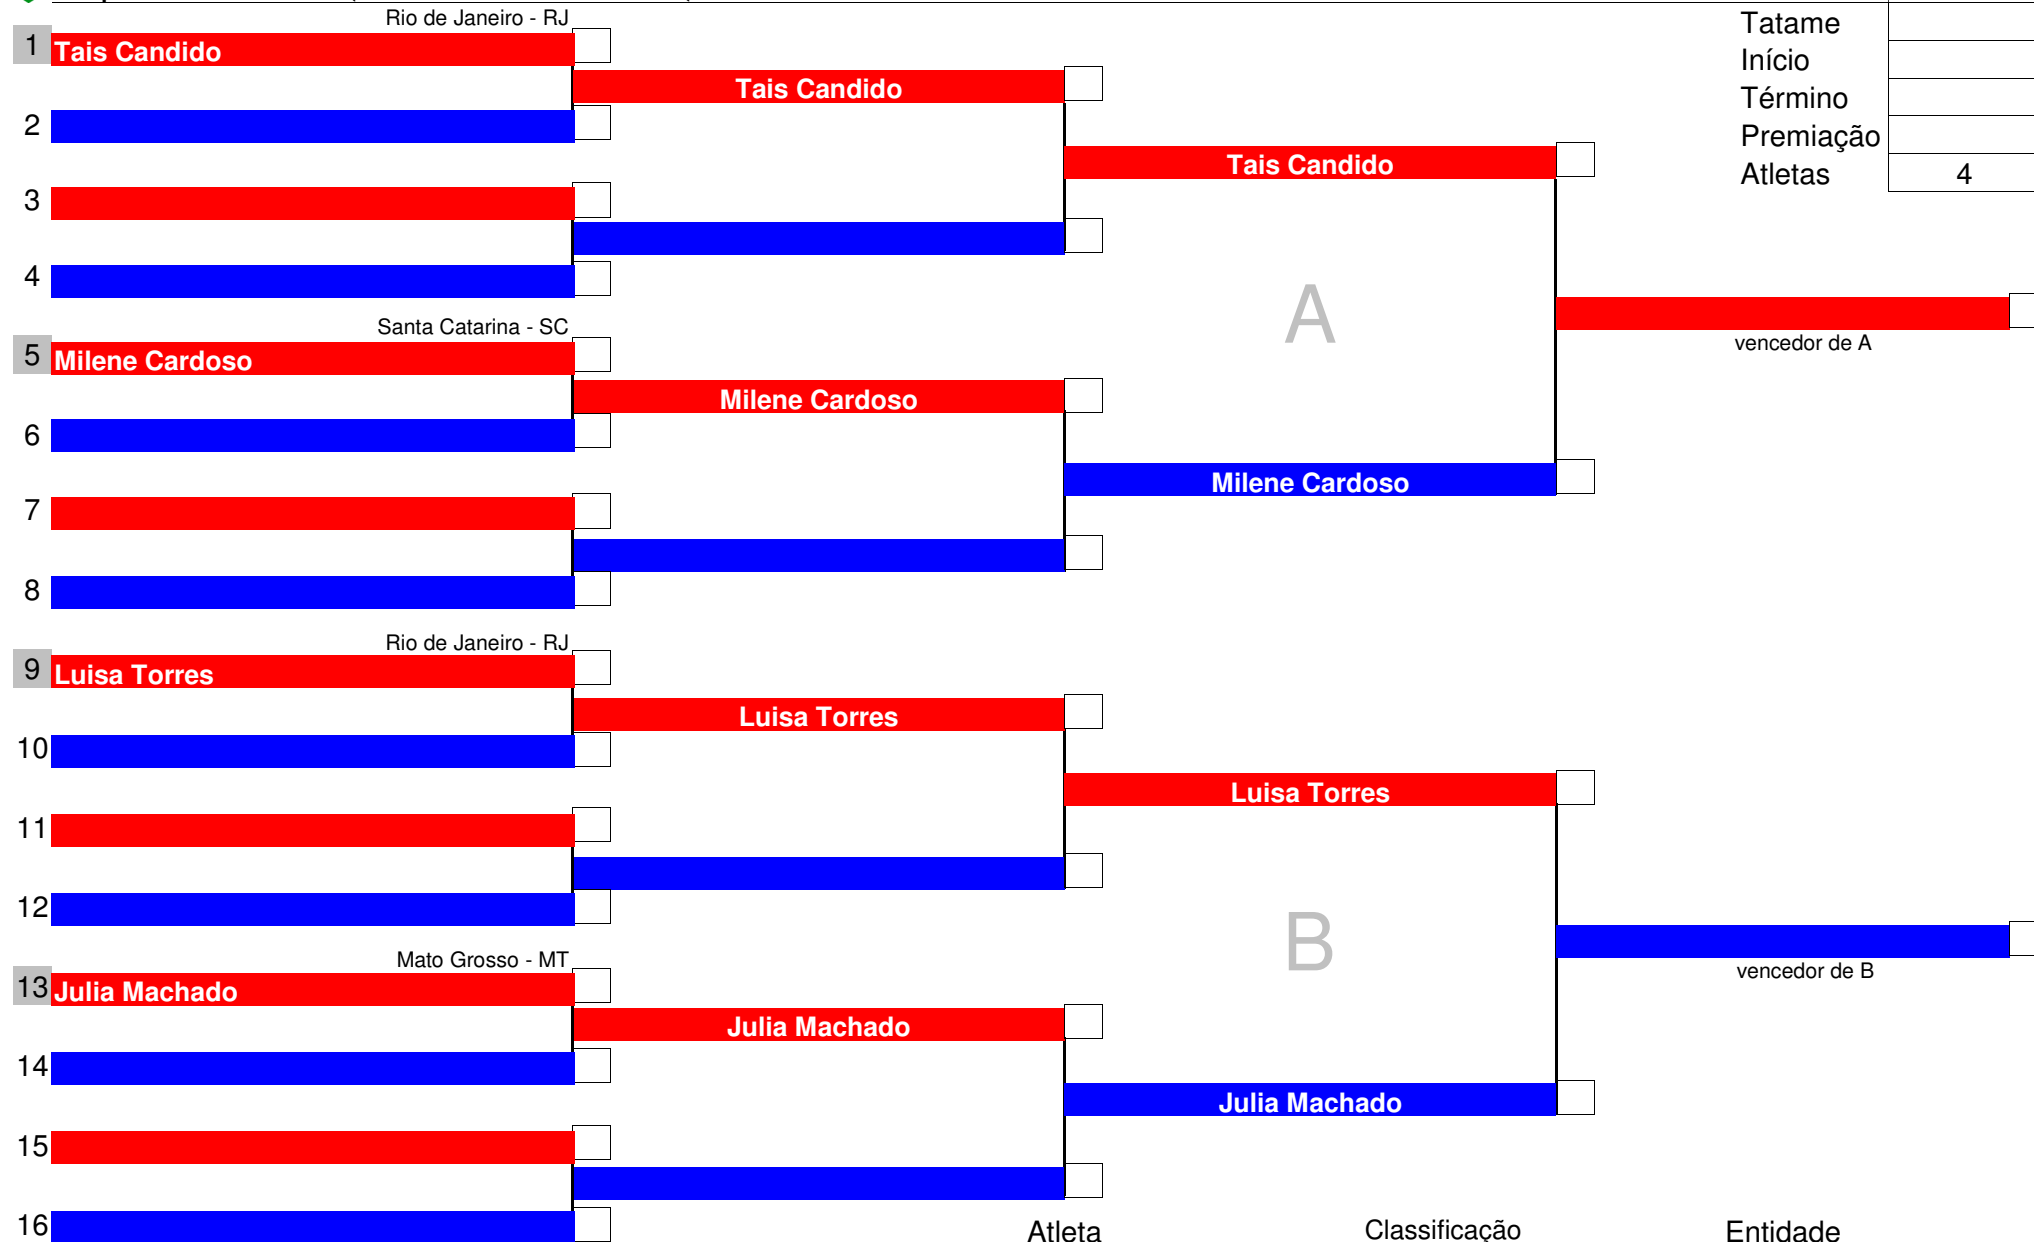 Rio de Janeiro - RJ
1 Tais Candido
Tatame
Início
Tais Candido
Término
2
Premiação
Tais Candido
Atletas 4
3
4
A
Santa Catarina - SC
5 Milene Cardoso
vencedor de A
Milene Cardoso
6
Milene Cardoso
7
8
Rio de Janeiro - RJ
9 Luisa Torres
Luisa Torres
10
Luisa Torres
11
12
B
Mato Grosso - MT
vencedor de B
13 Julia Machado
Julia Machado
14
Julia Machado
15
16
Atleta Classificação Entidade